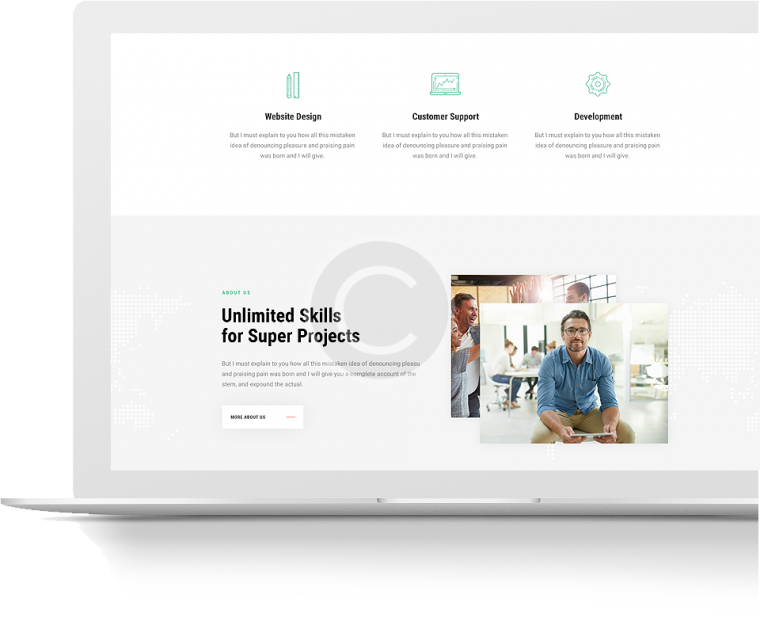 Website Design
But I must explain to you how all this mistaken
idea of denouncing pleasure and praising pain
was born and I will give.
Customer Support
But I must explain to you how all this mistaken
idea of denouncing pleasure and praising pain
was born and I will give.
Development
But I must explain to you how all this mistaken
idea of denouncing pleasure and praising pain
was born and I will give.
ABOUT US
Unlimited Skills
for Super Projects
But I must explain to you how all this mistaken idea of denouncing pleasu
and praising pain was born and I will give you a complete account of the
stem, and expound the actual.
MORE ABOUT US
C